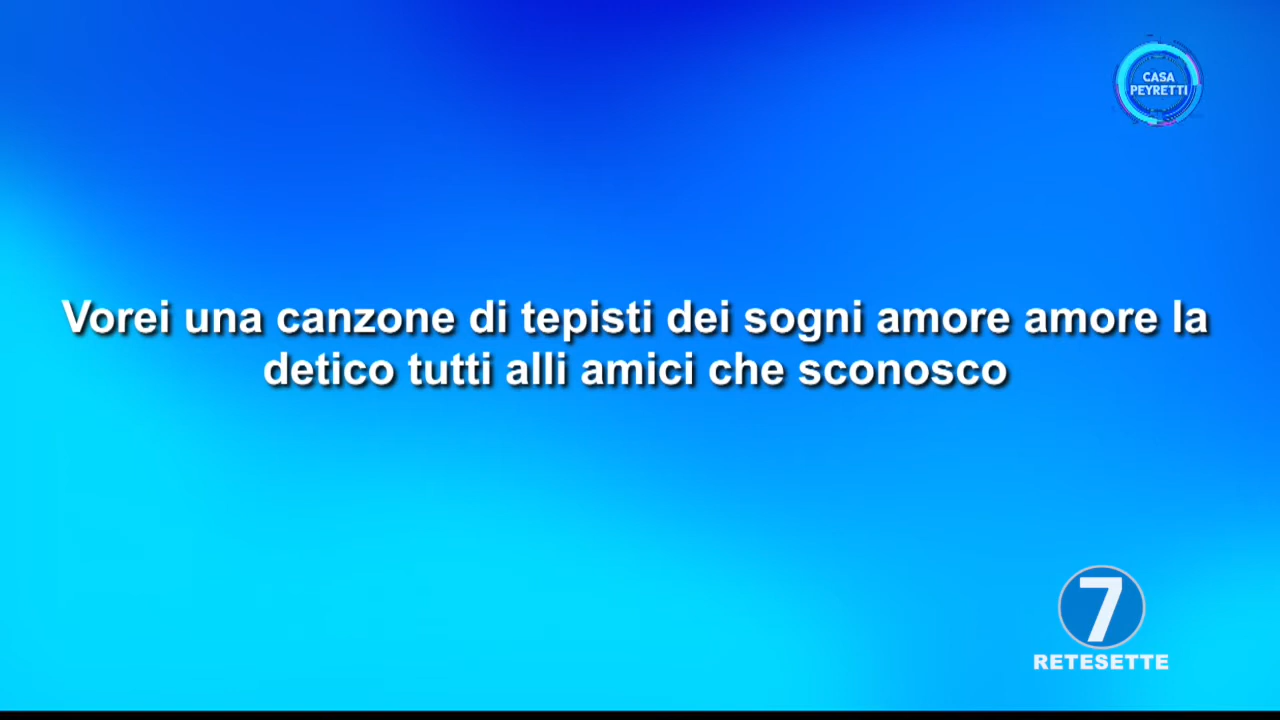 CASA
PEYRETTI
Vorei una canzone di tepisti dei sogni amore amore la
detico tutti alli amici che sconosco
7
RETESETTE